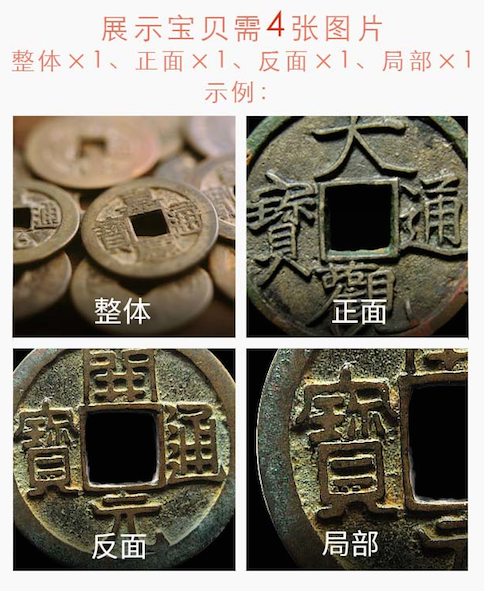 展示宝贝需4张图片
整体×1、正面×1、反面×1、局部×1
示例：
整体
大
寶 通
觀
正面
開
寶 通
元
反面
寶
局部